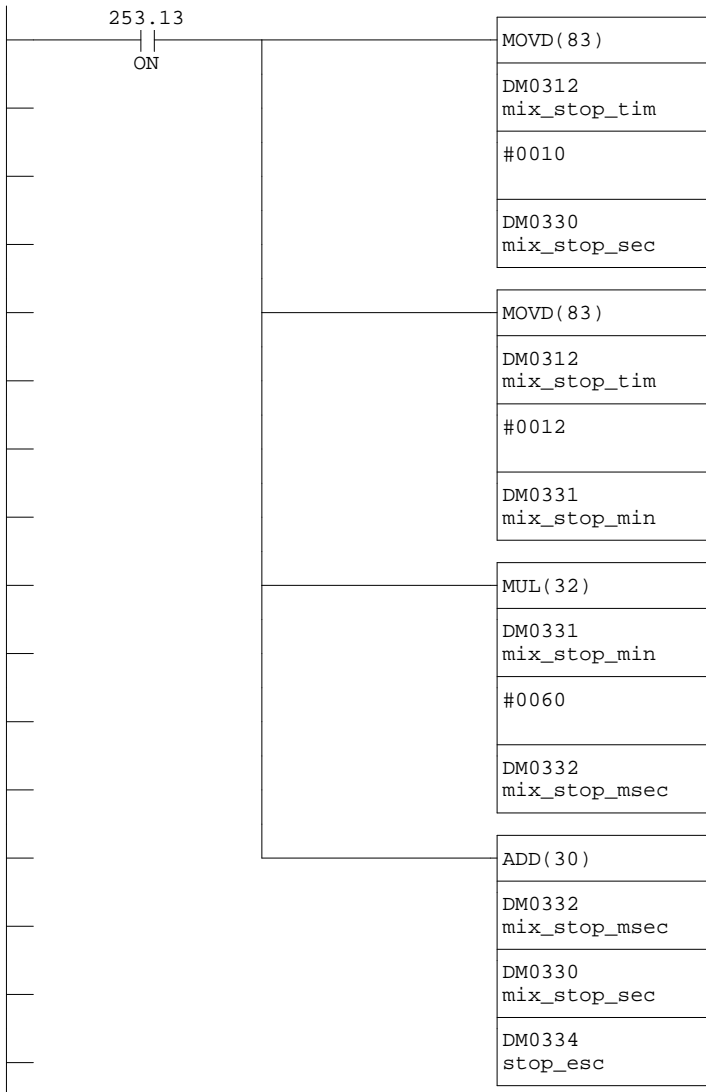 253.13
ON
MOVD(83)
DM0312
mix_stop_tim
#0010
DM0330
mix_stop_sec
MOVD(83)
DM0312
mix_stop_tim
#0012
DM0331
mix_stop_min
MUL(32)
DM0331
mix_stop_min
#0060
DM0332
mix_stop_msec
ADD(30)
DM0332
mix_stop_msec
DM0330
mix_stop_sec
DM0334
stop_esc